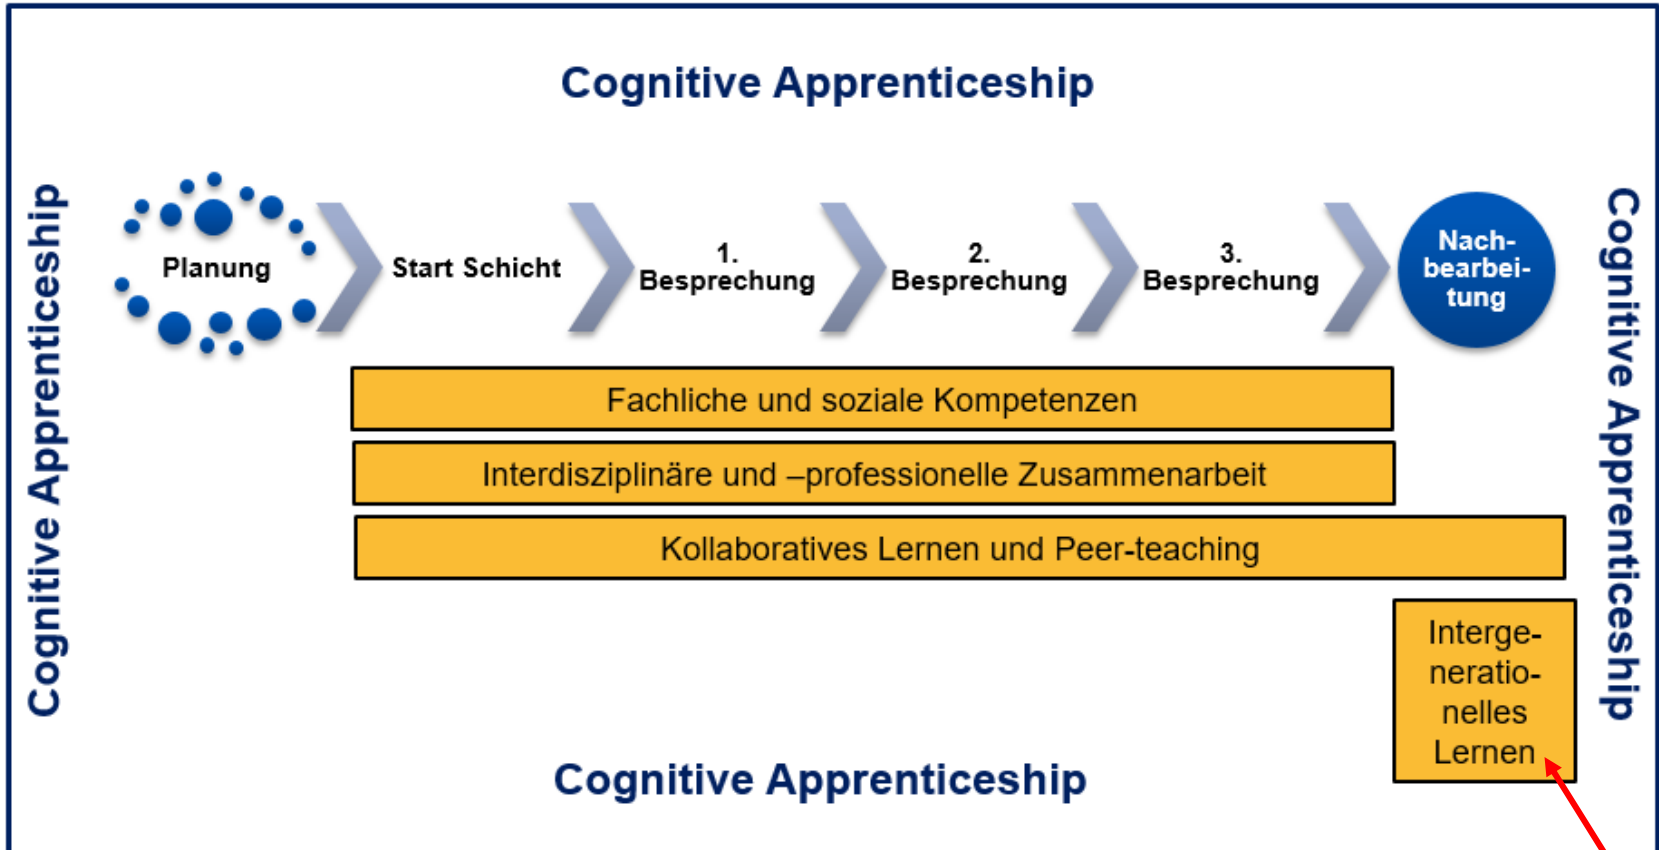 Cognitive Apprenticeship
Cognitive Apprenticeship
Planung
Start Schicht
1.
Besprechung
2.
Besprechung
3.
Besprechung
Nach-
bearbei-
tung
Cognitive Apprenticeship
Fachliche und soziale Kompetenzen
Interdisziplinäre und –professionelle Zusammenarbeit
Kollaboratives Lernen und Peer-teaching
Interge-
neratio-
nelles
Lernen
Cognitive Apprenticeship